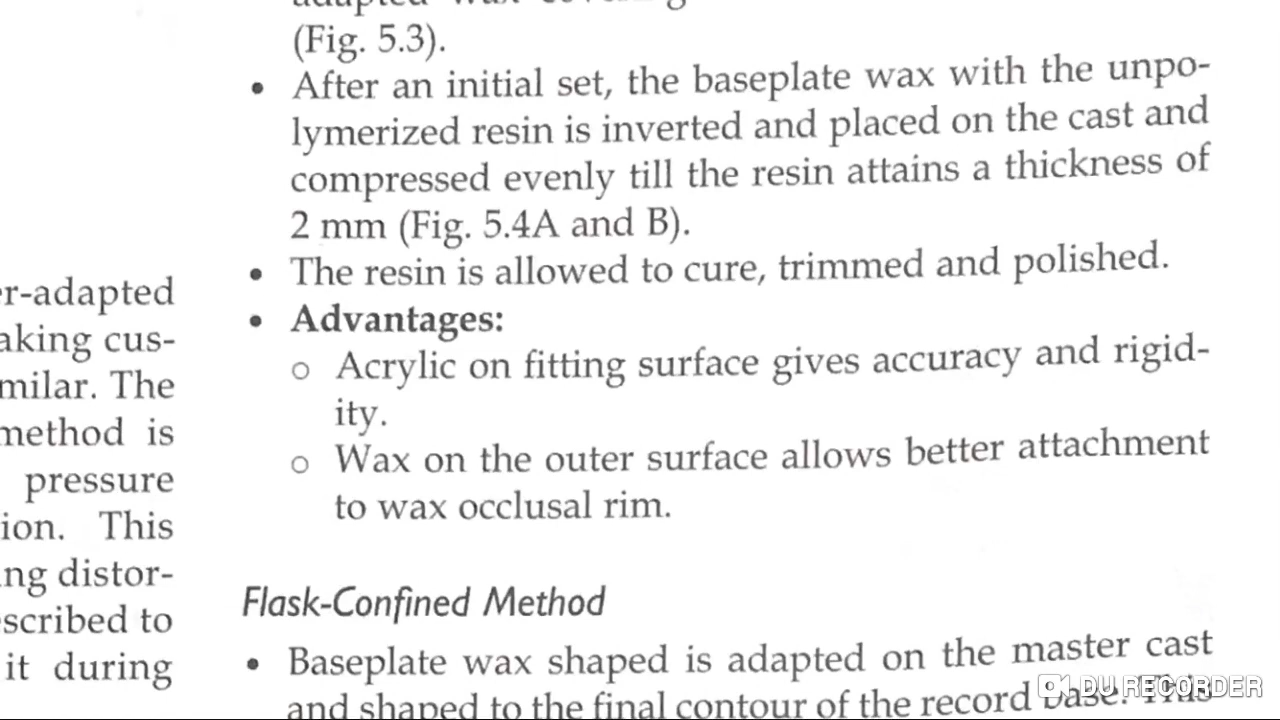 r-adapted
aking cus-
milar. The
method is
pressure
ion. This
ng distor-
scribed to
it during
adapted wax covering
(Fig. 5.3).
• After an initial set, the baseplate wax with the unpo-
lymerized resin is inverted and placed on the cast and
compressed evenly till the resin attains a thickness of
2 mm (Fig. 5.4A and B).
• The resin is allowed to cure, trimmed and polished.
• Advantages:
○ Acrylic on fitting surface gives accuracy and rigid-
ity.
○ Wax on the outer surface allows better attachment
to wax occlusal rim.
Flask-Confined Method
• Baseplate wax shaped is adapted on the master cast
and shaped to the final contour of the record base. This
DU RECORDER